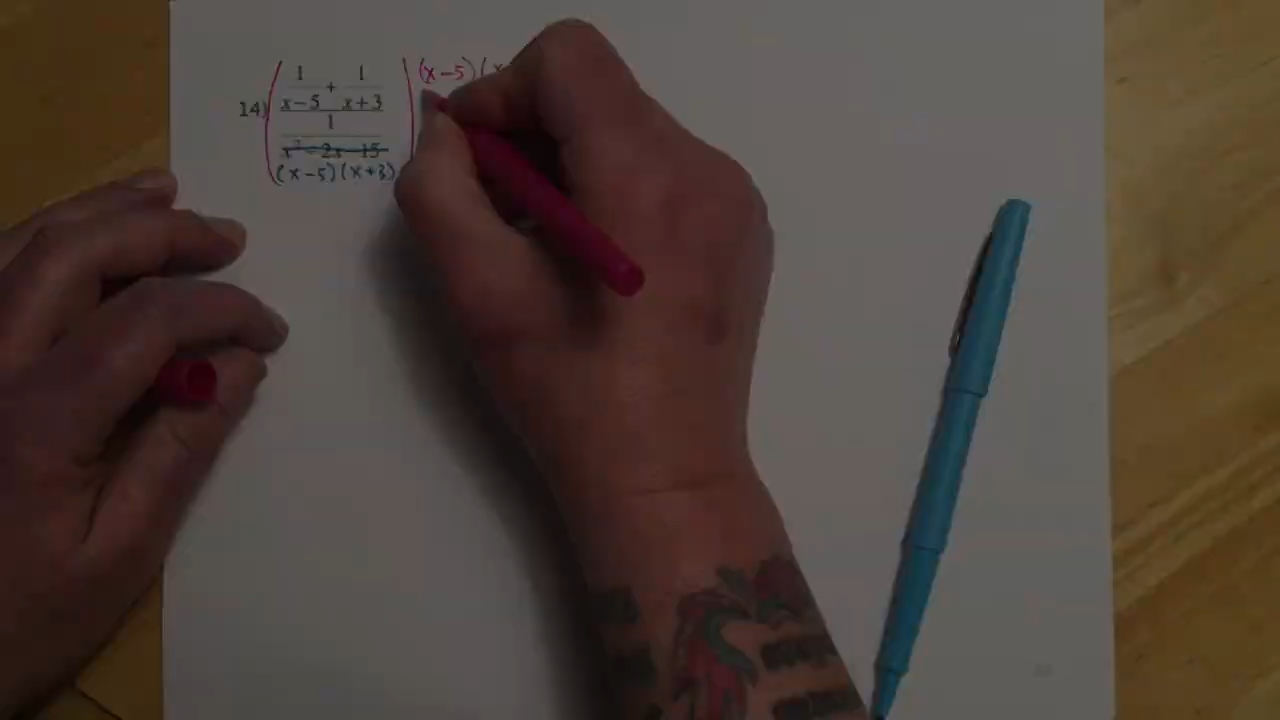 1 1 (x-5)(x
+
x-5 x+3
14)
1
x²-2x-15
(x-5)(x+3)